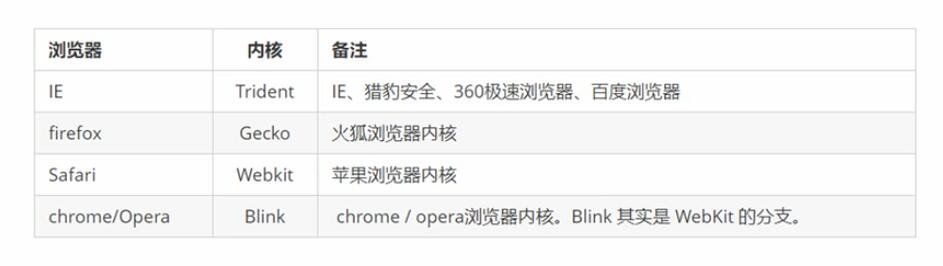 浏览器 内核 备注
IE Trident IE、猎豹安全、360极速浏览器、百度浏览器
firefox Gecko 火狐浏览器内核
Safari Webkit 苹果浏览器内核
chrome/Opera Blink chrome / opera浏览器内核。Blink 其实是 WebKit 的分支。